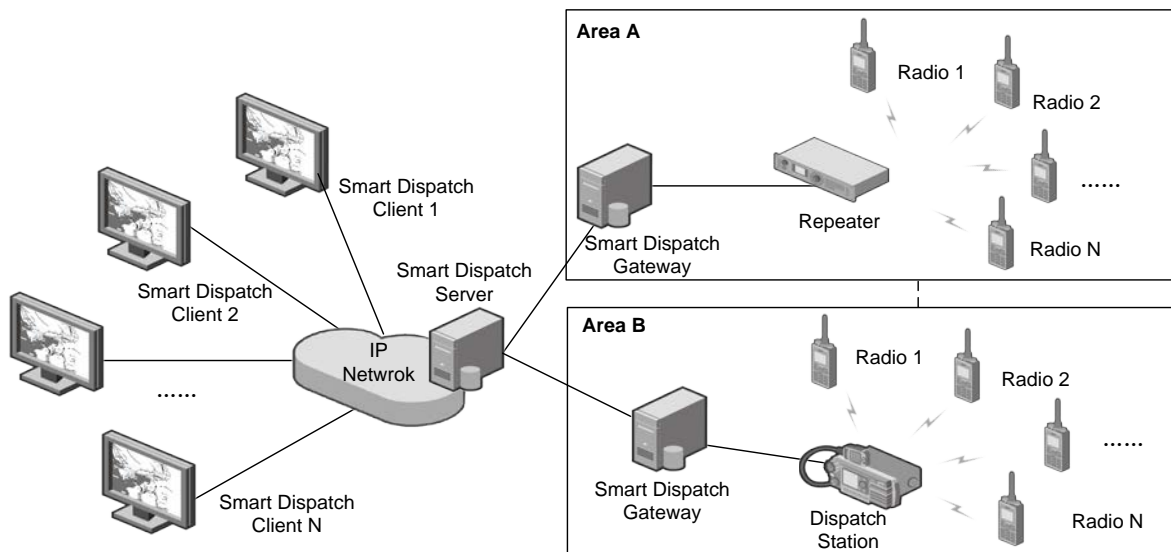 Area A
Radio 1
Radio 2
......
Radio N
Repeater
Smart Dispatch
Gateway
Smart Dispatch
Client 1
Smart Dispatch
Client 2
......
Smart Dispatch
Client N
Smart Dispatch
Server
IP
Netwrok
Area B
Radio 1
Radio 2
......
Radio N
Smart Dispatch
Gateway
Dispatch
Station